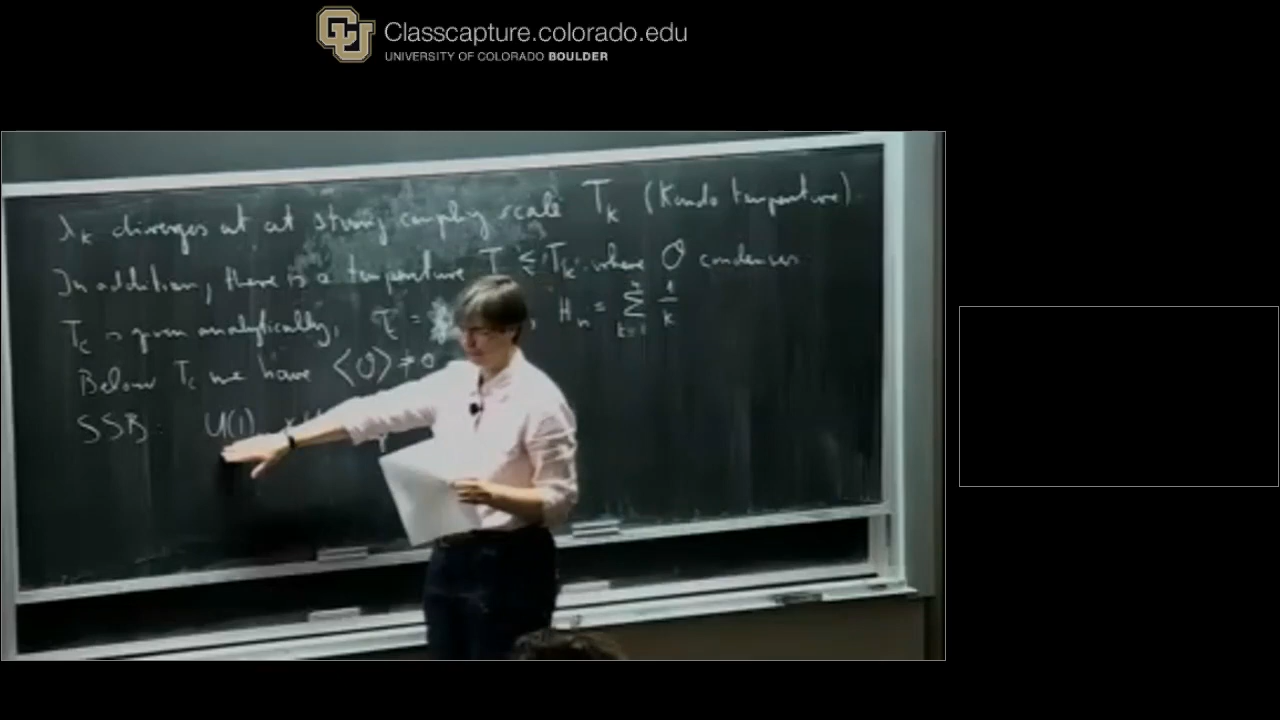 Classcapture.colorado.edu
UNIVERSITY OF COLORADO BOULDER
λ_k diverges at at strong coupling scale T_k (Kondo temperature)
In addition, there is a temperature T_c ≲ T_k where O condenses
T_c is given analytically, T_c = , H_n = Σ_{k=1}^{n} 1/k
Below T_c we have ⟨O⟩ ≠ 0
SSB: U(1) × U